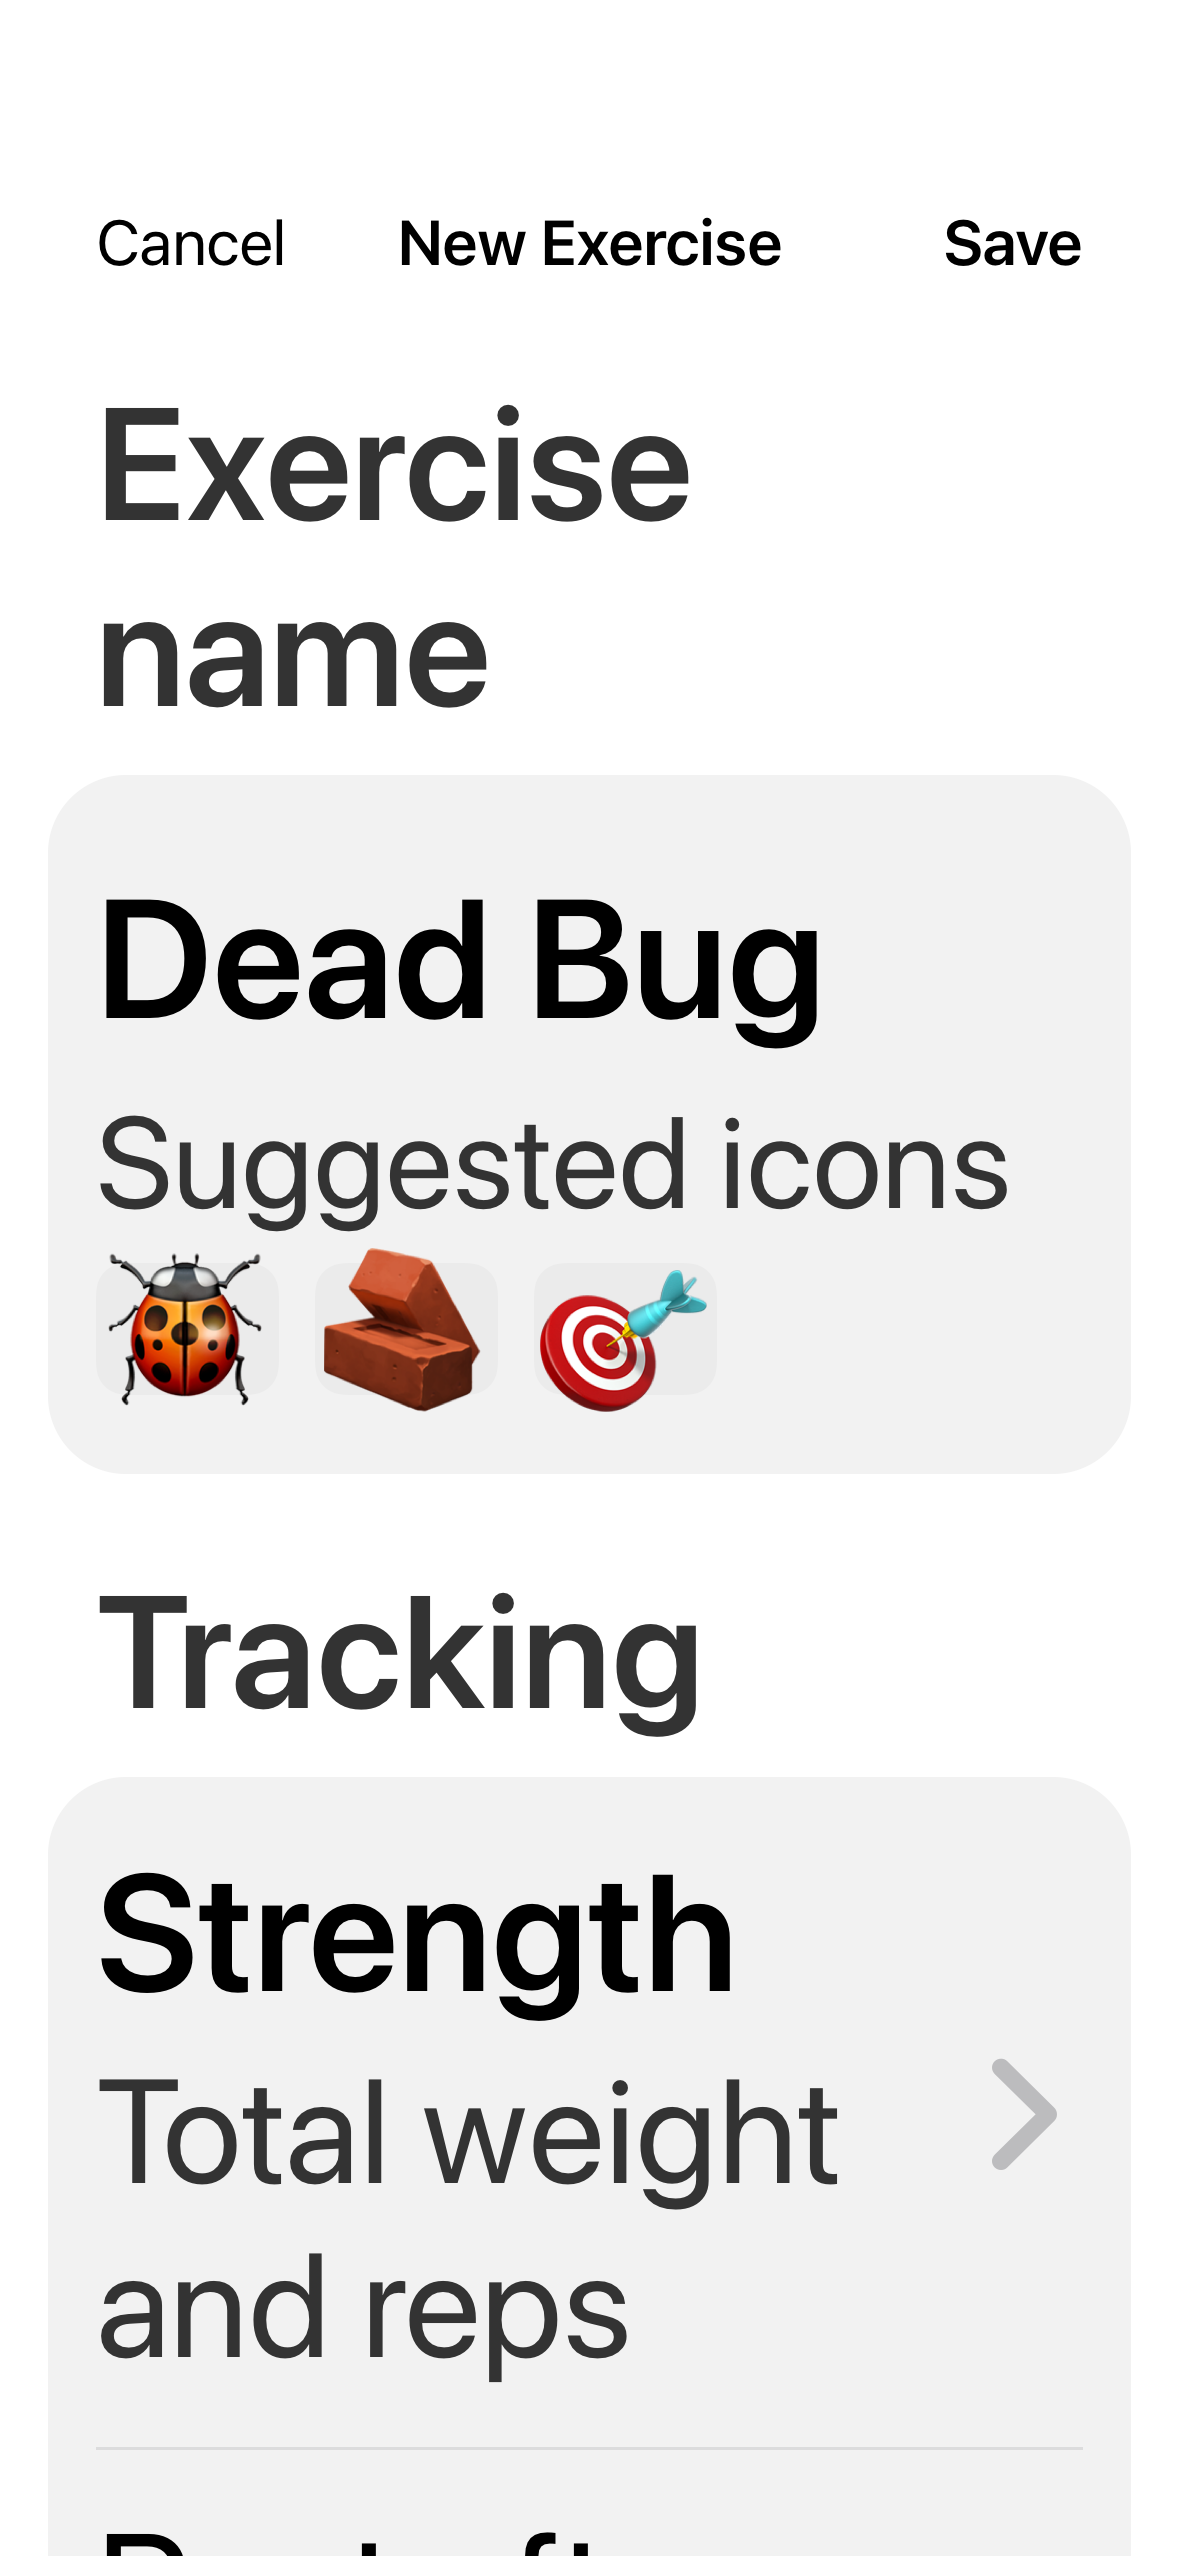 Cancel
New Exercise
Save
Exercise
name
Dead Bug
Suggested icons
Tracking
Strength
Total weight
and reps